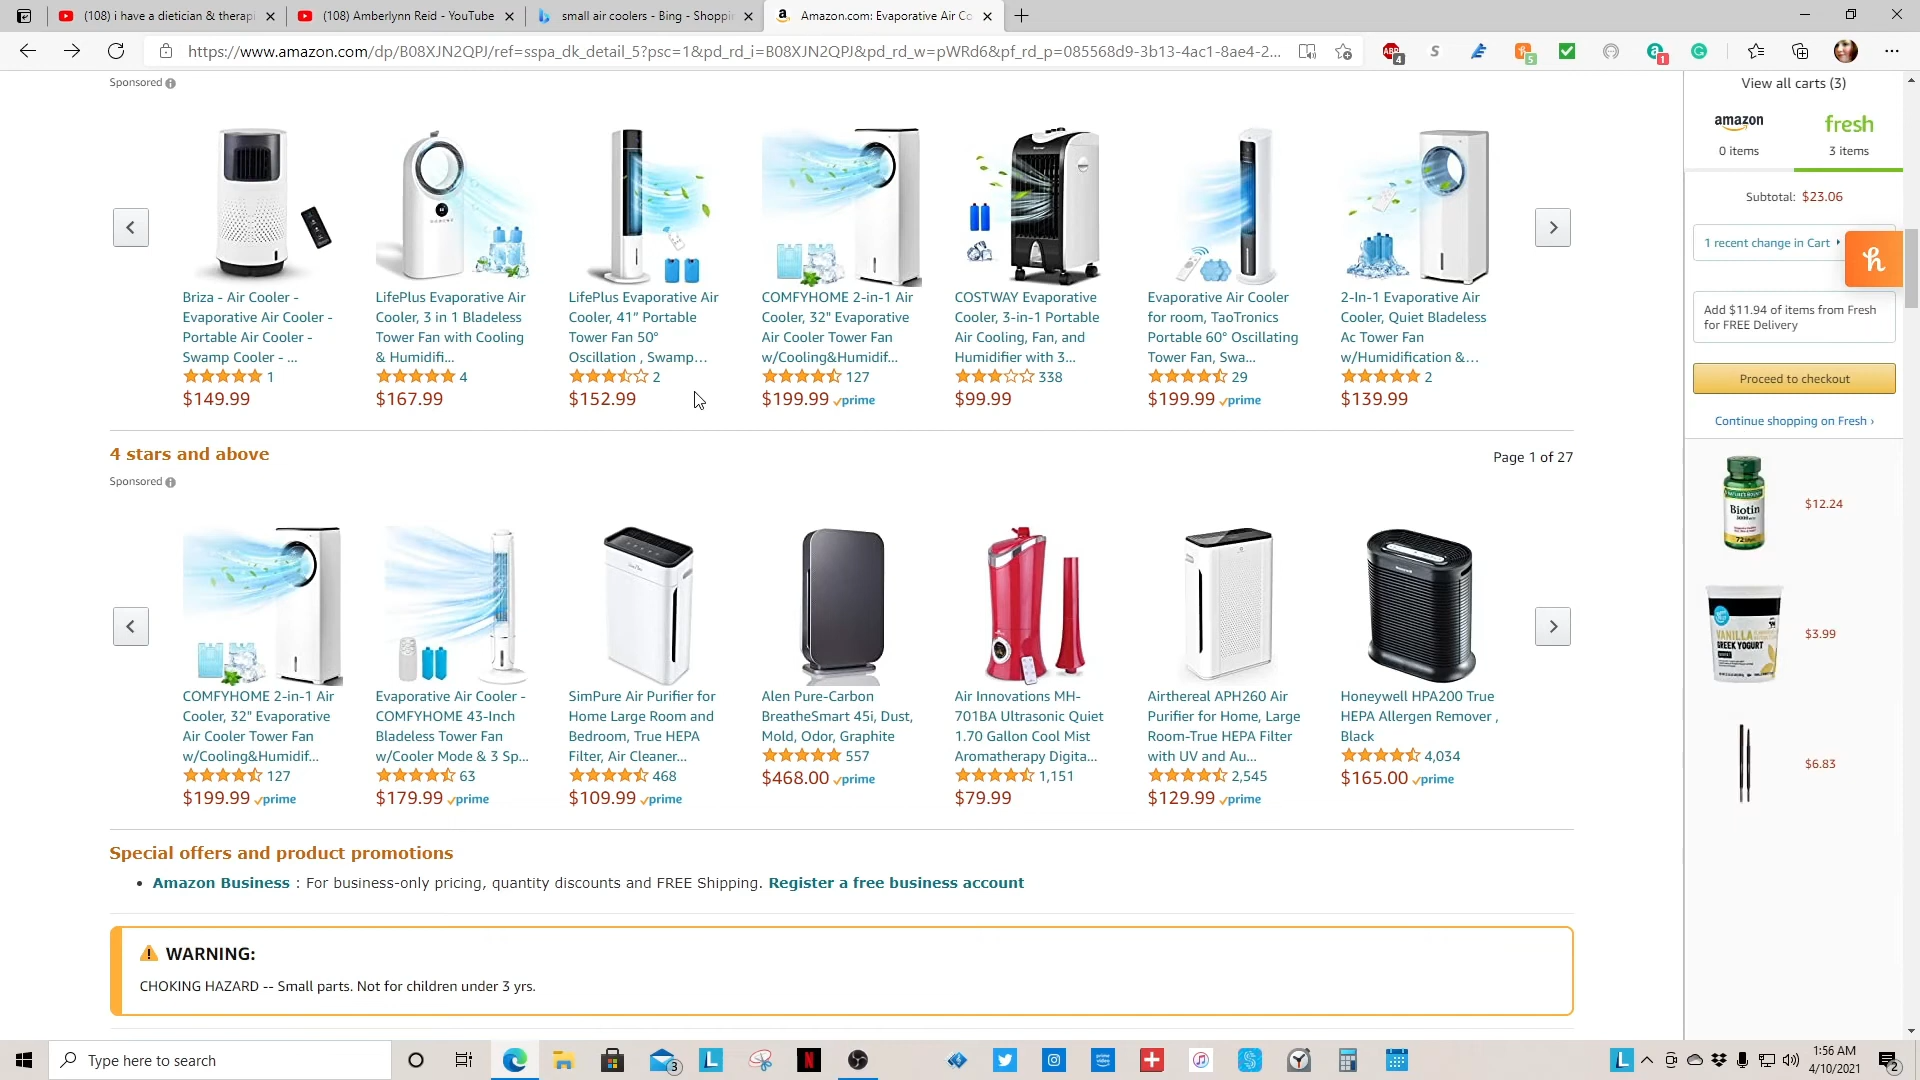 (108) i have a dietician & therapi
(108) Amberlynn Reid - YouTube
small air coolers - Bing - Shoppin
Amazon.com: Evaporative Air Co
https://www.amazon.com/dp/B08XJN2QPJ/ref=sspa_dk_detail_5?psc=1&pd_rd_i=B08XJN2QPJ&pd_rd_w=pWRd6&pf_rd_p=085568d9-3b13-4ac1-8ae4-2...
ABP
4
5
1
Sponsored
Briza - Air Cooler -
Evaporative Air Cooler -
Portable Air Cooler -
Swamp Cooler - ...
1
$149.99
LifePlus Evaporative Air
Cooler, 3 in 1 Bladeless
Tower Fan with Cooling
& Humidifi...
4
$167.99
LifePlus Evaporative Air
Cooler, 41” Portable
Tower Fan 50°
Oscillation , Swamp...
2
$152.99
COMFYHOME 2-in-1 Air
Cooler, 32" Evaporative
Air Cooler Tower Fan
w/Cooling&Humidif...
127
$199.99 prime
COSTWAY Evaporative
Cooler, 3-in-1 Portable
Air Cooling, Fan, and
Humidifier with 3...
338
$99.99
Evaporative Air Cooler
for room, TaoTronics
Portable 60° Oscillating
Tower Fan, Swa...
29
$199.99 prime
2-In-1 Evaporative Air
Cooler, Quiet Bladeless
Ac Tower Fan
w/Humidification &...
2
$139.99
4 stars and above
Page 1 of 27
Sponsored
COMFYHOME 2-in-1 Air
Cooler, 32" Evaporative
Air Cooler Tower Fan
w/Cooling&Humidif...
127
$199.99 prime
Evaporative Air Cooler -
COMFYHOME 43-Inch
Bladeless Tower Fan
w/Cooler Mode & 3 Sp...
63
$179.99 prime
SimPure Air Purifier for
Home Large Room and
Bedroom, True HEPA
Filter, Air Cleaner...
468
$109.99 prime
Alen Pure-Carbon
BreatheSmart 45i, Dust,
Mold, Odor, Graphite
557
$468.00 prime
Air Innovations MH-
701BA Ultrasonic Quiet
1.70 Gallon Cool Mist
Aromatherapy Digita...
1,151
$79.99
Airthereal APH260 Air
Purifier for Home, Large
Room-True HEPA Filter
with UV and Au...
2,545
$129.99 prime
Honeywell HPA200 True
HEPA Allergen Remover ,
Black
4,034
$165.00 prime
Special offers and product promotions
• Amazon Business : For business-only pricing, quantity discounts and FREE Shipping. Register a free business account
WARNING:
CHOKING HAZARD -- Small parts. Not for children under 3 yrs.
View all carts (3)
amazon
0 items
fresh
3 items
Subtotal: $23.06
1 recent change in Cart
h
Add $11.94 of items from Fresh
for FREE Delivery
Proceed to checkout
Continue shopping on Fresh ›
Biotin
$12.24
VANILLA
GREEK YOGURT
$3.99
$6.83
Type here to search
3
L
N
prime video
L
1:56 AM
4/10/2021
2